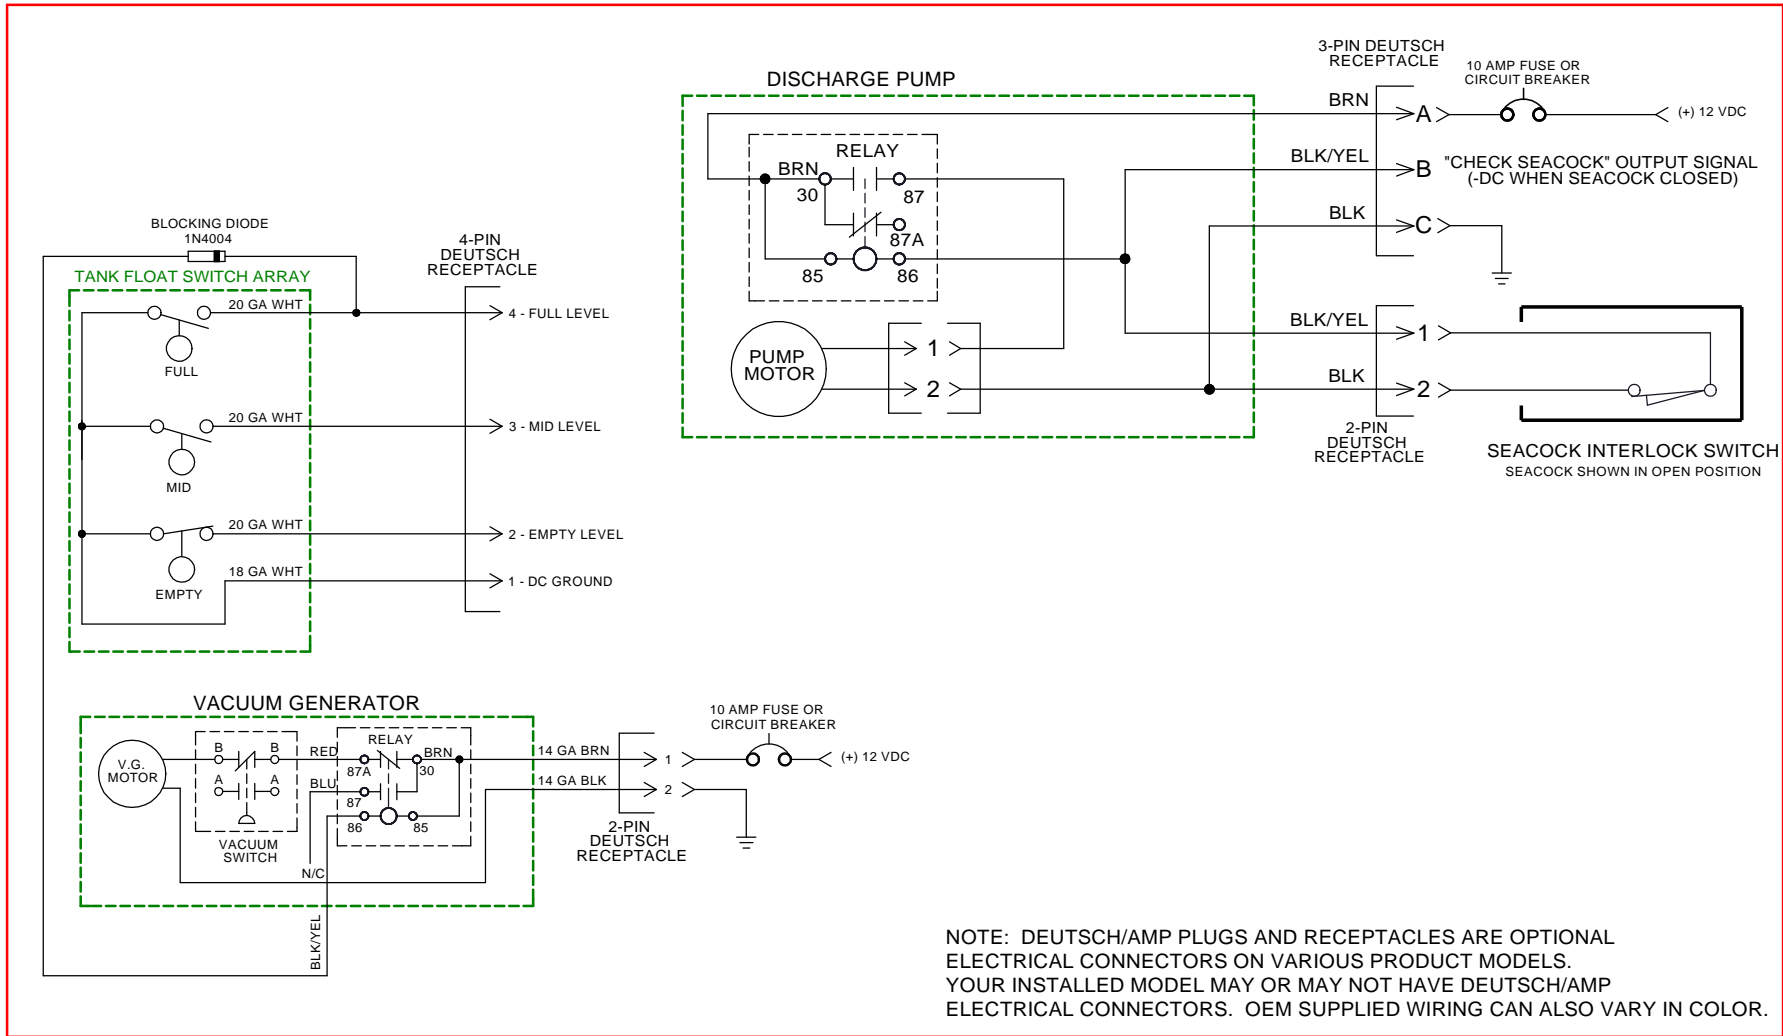 DISCHARGE PUMP
3-PIN DEUTSCH
RECEPTACLE
10 AMP FUSE OR
CIRCUIT BREAKER
BRN
A
(+) 12 VDC
RELAY
BRN
30
87
87A
85
86
BLK/YEL
B
"CHECK SEACOCK" OUTPUT SIGNAL
(-DC WHEN SEACOCK CLOSED)
BLK
C
PUMP
MOTOR
1
2
BLK/YEL
1
BLK
2
2-PIN
DEUTSCH
RECEPTACLE
SEACOCK INTERLOCK SWITCH
SEACOCK SHOWN IN OPEN POSITION
BLOCKING DIODE
1N4004
TANK FLOAT SWITCH ARRAY
4-PIN
DEUTSCH
RECEPTACLE
20 GA WHT
4 - FULL LEVEL
FULL
20 GA WHT
3 - MID LEVEL
MID
20 GA WHT
2 - EMPTY LEVEL
18 GA WHT
1 - DC GROUND
EMPTY
VACUUM GENERATOR
10 AMP FUSE OR
CIRCUIT BREAKER
V.G.
MOTOR
B
B
A
A
VACUUM
SWITCH
RED
BLU
N/C
RELAY
BRN
87A
30
87
86
85
14 GA BRN
1
(+) 12 VDC
14 GA BLK
2
2-PIN
DEUTSCH
RECEPTACLE
BLK/YEL
NOTE: DEUTSCH/AMP PLUGS AND RECEPTACLES ARE OPTIONAL
ELECTRICAL CONNECTORS ON VARIOUS PRODUCT MODELS.
YOUR INSTALLED MODEL MAY OR MAY NOT HAVE DEUTSCH/AMP
ELECTRICAL CONNECTORS. OEM SUPPLIED WIRING CAN ALSO VARY IN COLOR.